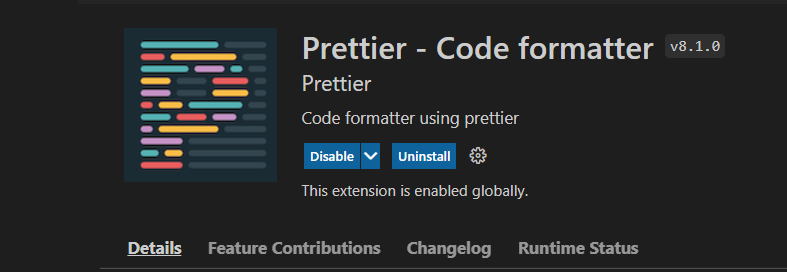 Prettier - Code formatter v8.1.0
Prettier
Code formatter using prettier
Disable Uninstall
This extension is enabled globally.
Details Feature Contributions Changelog Runtime Status